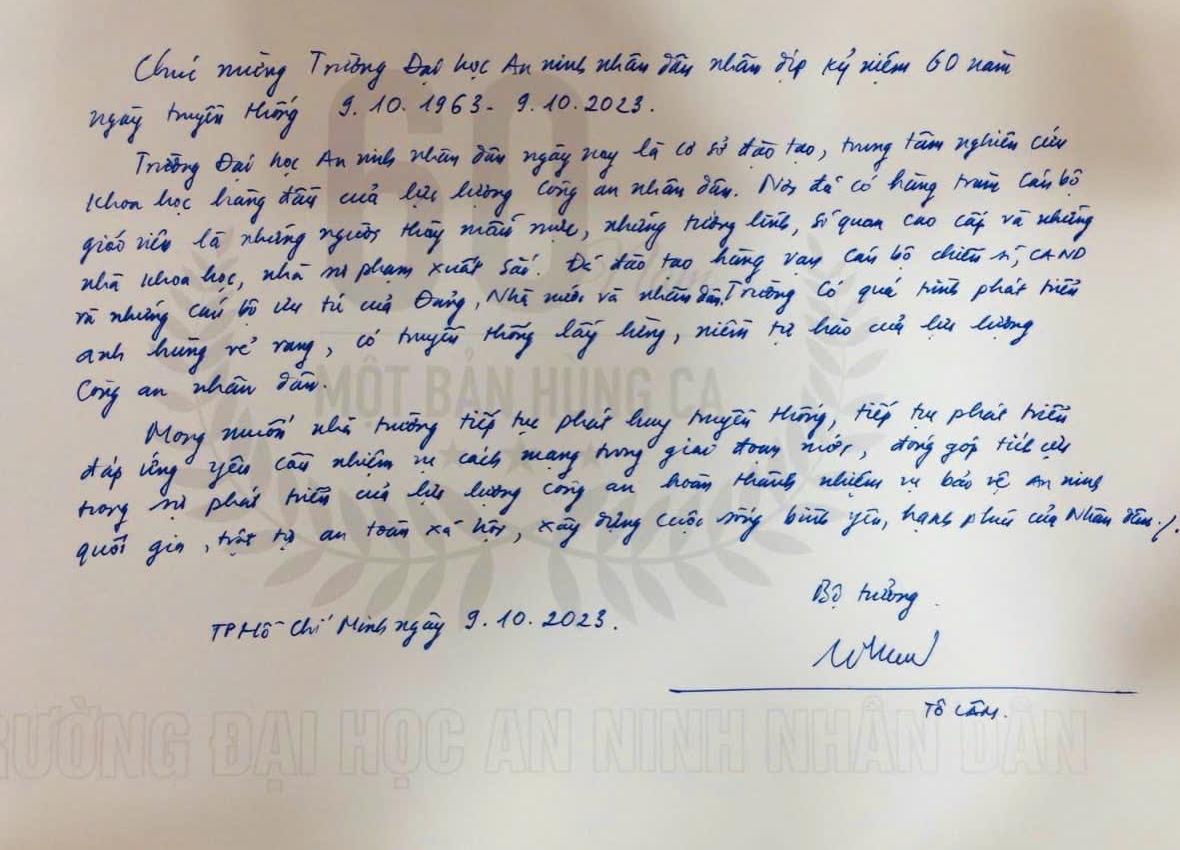 Chúc mừng Trường Đại học An ninh nhân dân nhân dịp kỷ niệm 60 năm
ngày truyền thống 9.10.1963 - 9.10.2023.
Trường Đại học An ninh nhân dân ngày nay là cơ sở đào tạo, trung tâm nghiên cứu
khoa học hàng đầu của lực lượng Công an nhân dân. Nơi đã có hàng trăm cán bộ
giáo viên là những người thầy mẫu mực, những tướng lĩnh, sĩ quan cao cấp và những
nhà khoa học, nhà sư phạm xuất sắc. Đã đào tạo hàng vạn cán bộ chiến sĩ, CAND
và những cán bộ ưu tú của Đảng, Nhà nước và nhân dân. Trường có quá trình phát triển
anh hùng vẻ vang, có truyền thống lẫy lừng, niềm tự hào của lực lượng
Công an nhân dân.
Mong muốn nhà trường tiếp tục phát huy truyền thống, tiếp tục phát triển
đáp ứng yêu cầu nhiệm vụ cách mạng trong giai đoạn mới, đóng góp tích cực
trong sự phát triển của lực lượng công an hoàn thành nhiệm vụ bảo vệ An ninh
quốc gia, trật tự an toàn xã hội, xây dựng cuộc sống bình yên, hạnh phúc của Nhân dân./.
TP Hồ Chí Minh ngày 9.10.2023.
Bộ trưởng
Tô Lâm.
60
Năm
MỘT BẢN HÙNG CA
TRƯỜNG ĐẠI HỌC AN NINH NHÂN DÂN